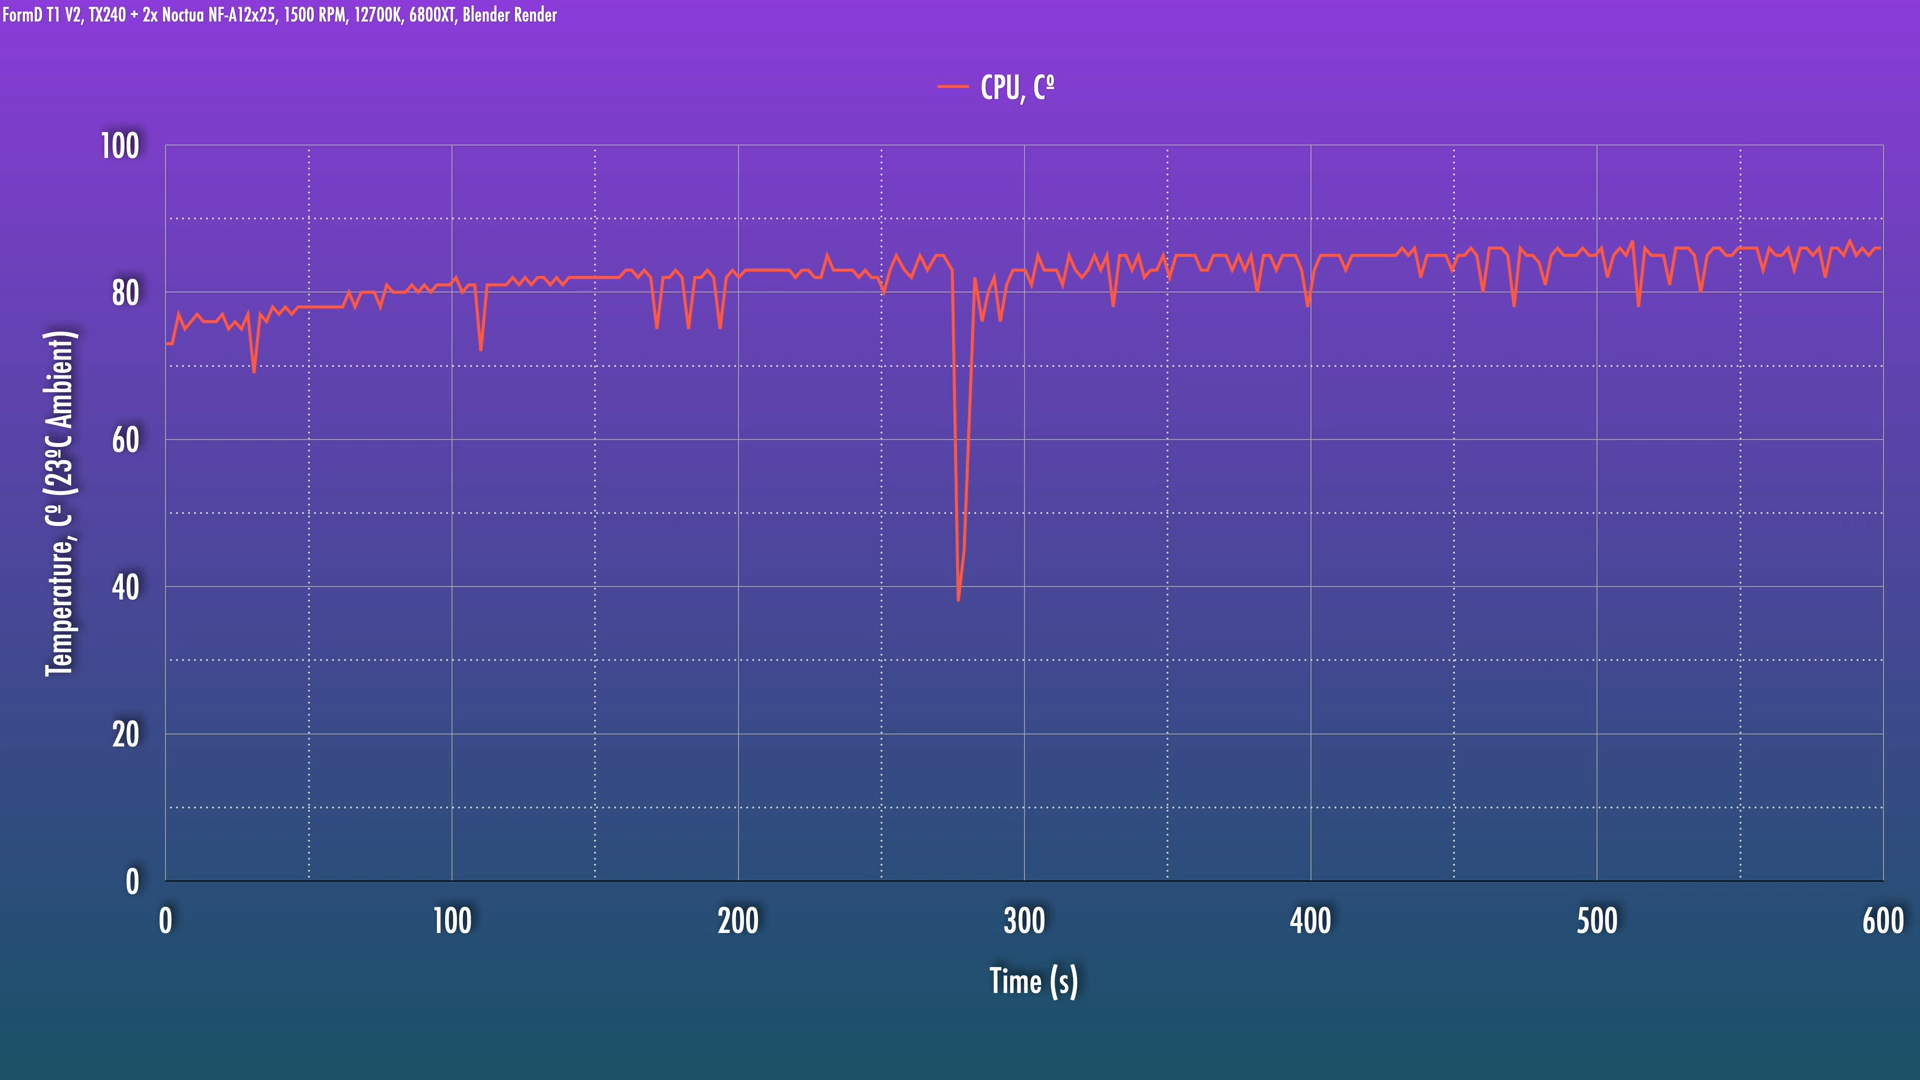 FormD T1 V2, TX240 + 2x Noctua NF-A12x25, 1500 RPM, 12700K, 6800XT, Blender Render
CPU, Cº
100
80
60
40
20
0
Temperature, Cº (23ºC Ambient)
0 100 200 300 400 500 600
Time (s)